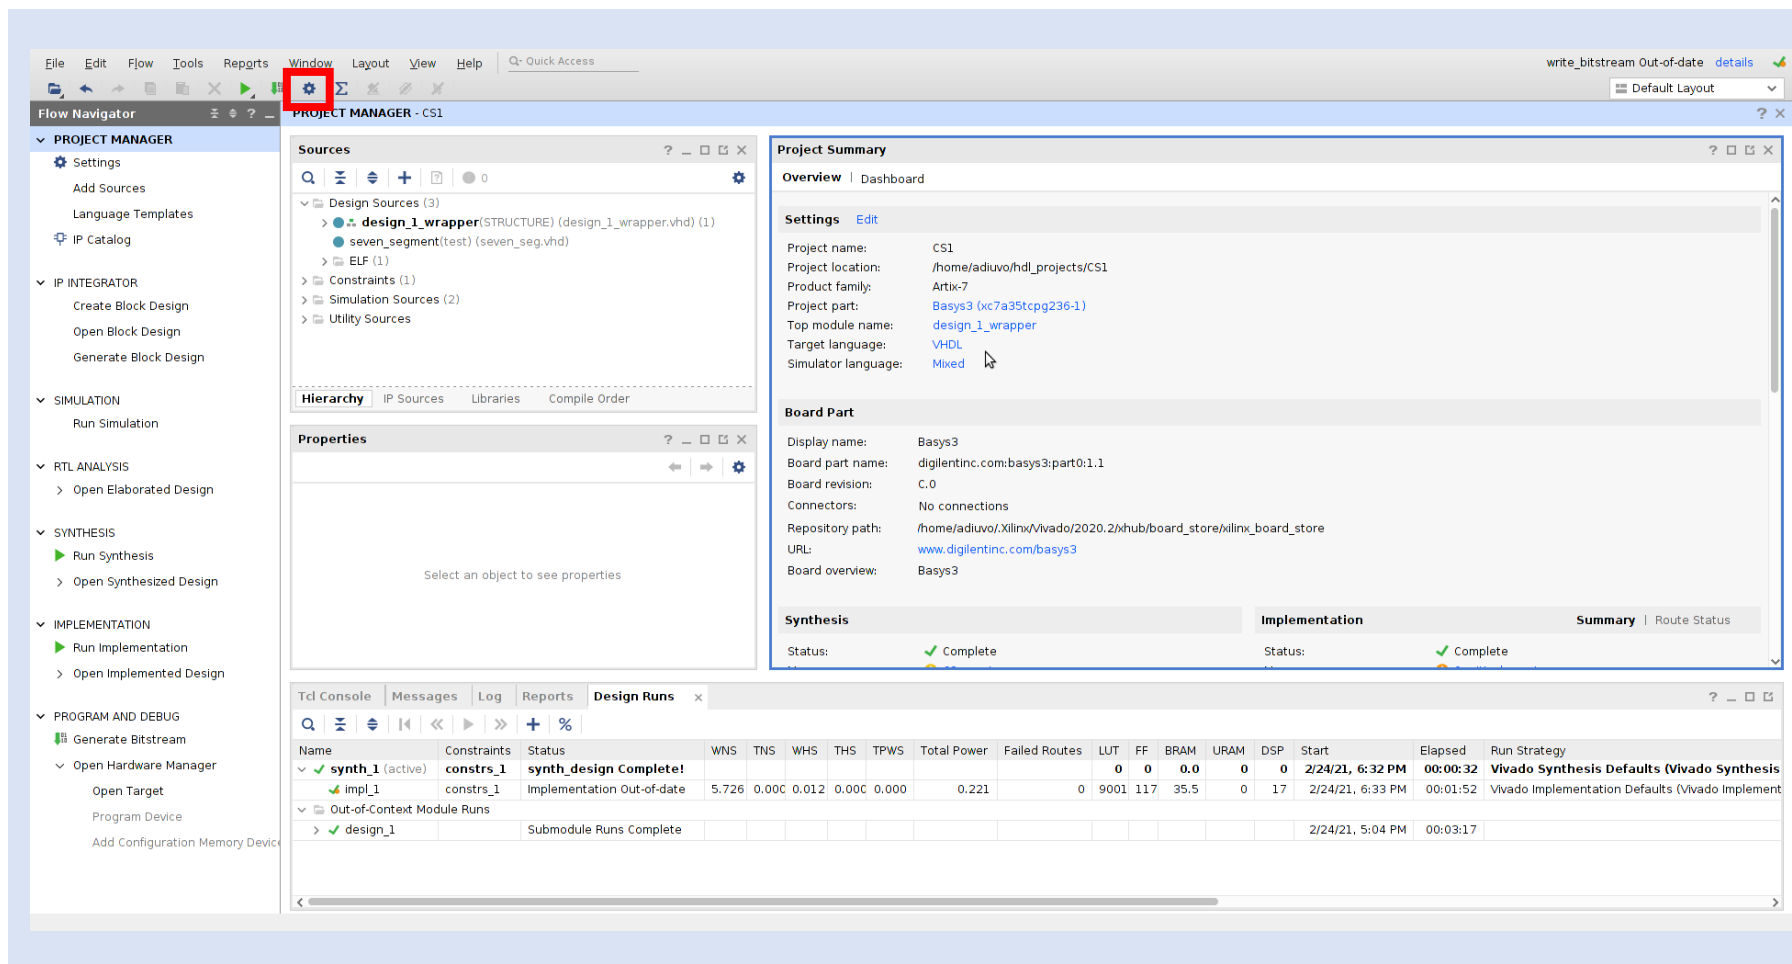 File Edit Flow Tools Reports Window Layout View Help Quick Access
write_bitstream Out-of-date details
Default Layout
Flow Navigator
PROJECT MANAGER - CS1
PROJECT MANAGER
Settings
Add Sources
Language Templates
IP Catalog
IP INTEGRATOR
Create Block Design
Open Block Design
Generate Block Design
SIMULATION
Run Simulation
RTL ANALYSIS
Open Elaborated Design
SYNTHESIS
Run Synthesis
Open Synthesized Design
IMPLEMENTATION
Run Implementation
Open Implemented Design
PROGRAM AND DEBUG
Generate Bitstream
Open Hardware Manager
Open Target
Program Device
Add Configuration Memory Device
Sources
0
Design Sources (3)
design_1_wrapper(STRUCTURE) (design_1_wrapper.vhd) (1)
seven_segment(test) (seven_seg.vhd)
ELF (1)
Constraints (1)
Simulation Sources (2)
Utility Sources
Hierarchy IP Sources Libraries Compile Order
Properties
Select an object to see properties
Project Summary
Overview | Dashboard
Settings Edit
Project name: CS1
Project location: /home/adiuvo/hdl_projects/CS1
Product family: Artix-7
Project part: Basys3 (xc7a35tcpg236-1)
Top module name: design_1_wrapper
Target language: VHDL
Simulator language: Mixed
Board Part
Display name: Basys3
Board part name: digilentinc.com:basys3:part0:1.1
Board revision: C.0
Connectors: No connections
Repository path: /home/adiuvo/.Xilinx/Vivado/2020.2/xhub/board_store/xilinx_board_store
URL: www.digilentinc.com/basys3
Board overview: Basys3
Synthesis
Status: Complete
Implementation Summary | Route Status
Status: Complete
Tcl Console Messages Log Reports Design Runs
Name Constraints Status WNS TNS WHS THS TPWS Total Power Failed Routes LUT FF BRAM URAM DSP Start Elapsed Run Strategy
synth_1 (active) constrs_1 synth_design Complete! 0 0 0.0 0 0 2/24/21, 6:32 PM 00:00:32 Vivado Synthesis Defaults (Vivado Synthesis
impl_1 constrs_1 Implementation Out-of-date 5.726 0.000 0.012 0.000 0.000 0.221 0 9001 117 35.5 0 17 2/24/21, 6:33 PM 00:01:52 Vivado Implementation Defaults (Vivado Implement
Out-of-Context Module Runs
design_1 Submodule Runs Complete 2/24/21, 5:04 PM 00:03:17